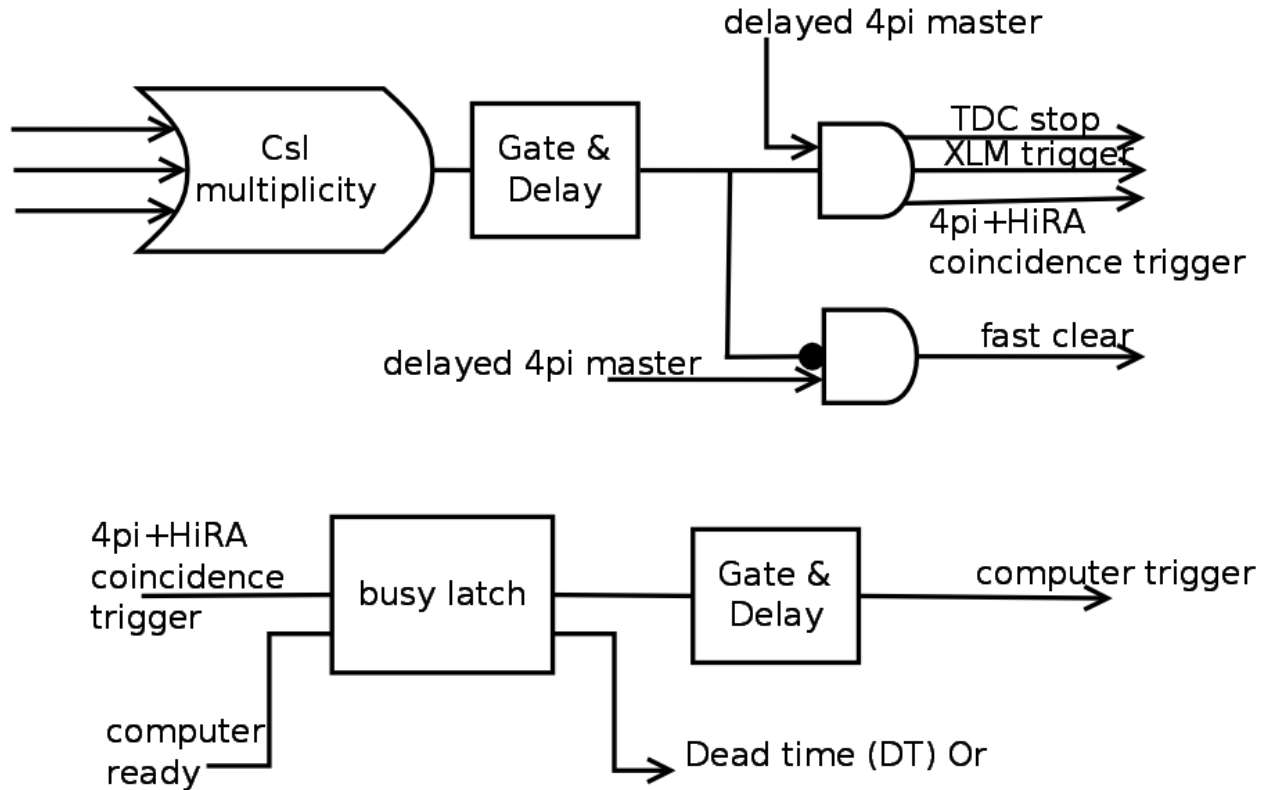 delayed 4pi master
CsI
multiplicity
Gate &
Delay
TDC stop
XLM trigger
4pi+HiRA
coincidence trigger
delayed 4pi master
fast clear
4pi+HiRA
coincidence
trigger
busy latch
Gate &
Delay
computer trigger
computer
ready
Dead time (DT) Or